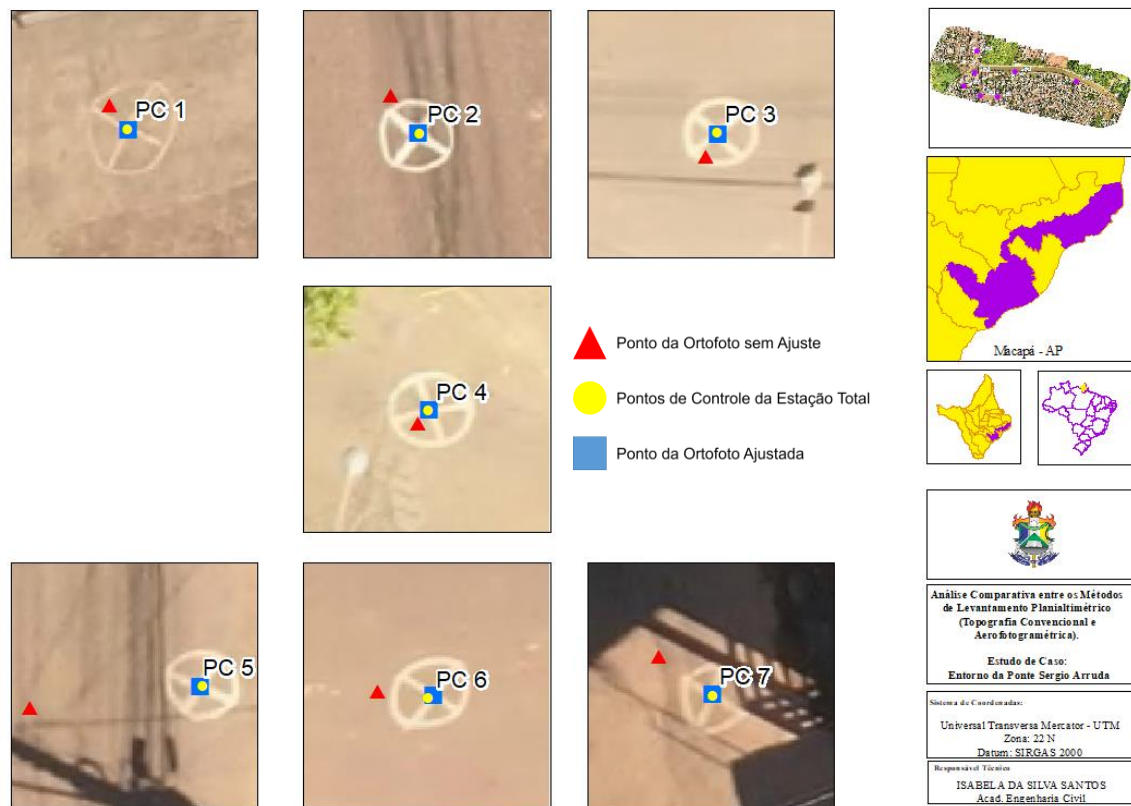 PC 1
PC 2
PC 3
PC 4
Ponto da Ortofoto sem Ajuste
Pontos de Controle da Estação Total
Ponto da Ortofoto Ajustada
PC 5
PC 6
PC 7
Macapá - AP
Análise Comparativa entre os Métodos
de Levantamento Planialtimétrico
(Topografia Convencional e
Aerofotogramétrica).
Estudo de Caso:
Entorno da Ponte Sergio Arruda
Sistema de Coordenadas:
Universal Transversa Mercator - UTM
Zona: 22 N
Datum: SIRGAS 2000
Responsável Técnico
ISABELA DA SILVA SANTOS
Acad. Engenharia Civil